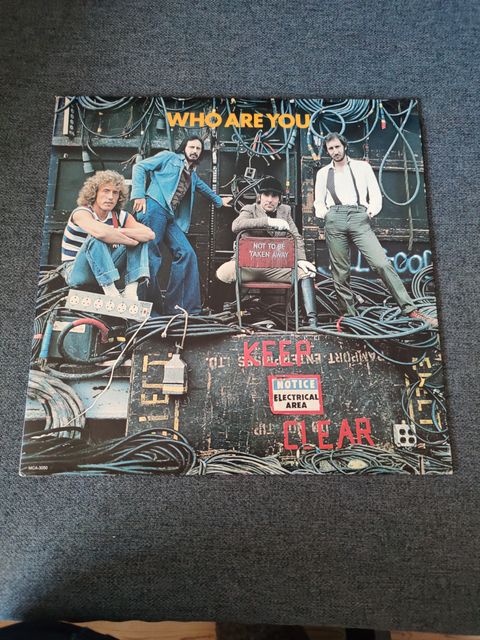 WHO ARE YOU
NOT TO BE
TAKEN AWAY
KEEP
NOTICE
ELECTRICAL
AREA
CLEAR
MCA-3050